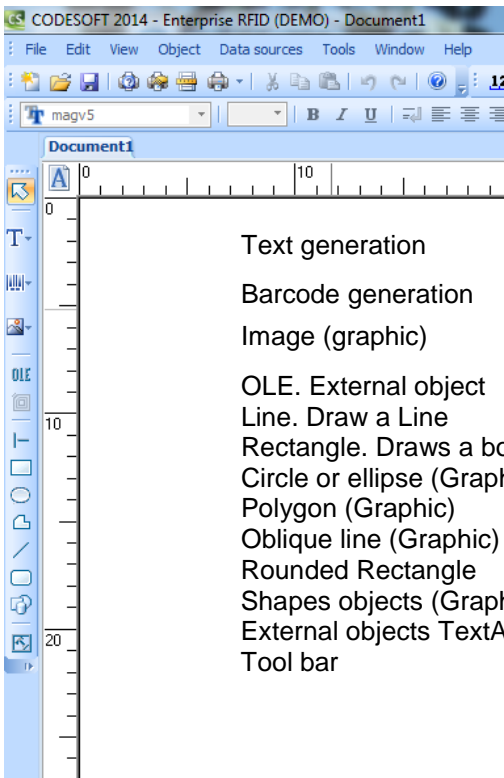 CODESOFT 2014 - Enterprise RFID (DEMO) - Document1
File Edit View Object Data sources Tools Window Help
12
magv5 B I U
Document1
A 0 10
0
T
Text generation
Barcode generation
Image (graphic)
OLE
OLE. External object
10
Line. Draw a Line
Rectangle. Draws a bo
Circle or ellipse (Graph
Polygon (Graphic)
Oblique line (Graphic)
Rounded Rectangle
Shapes objects (Graph
20
External objects TextA
Tool bar